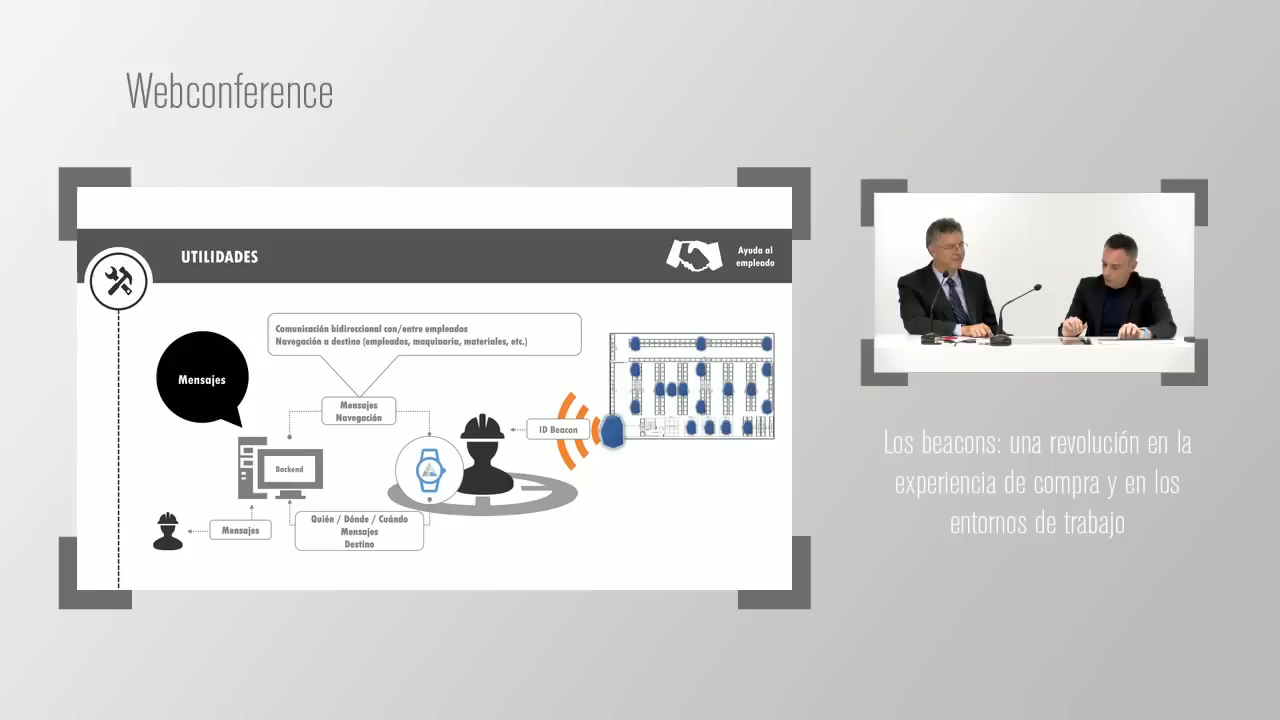 Webconference
UTILIDADES
Ayuda al
empleado
Comunicación bidireccional con/entre empleados
Navegación a destino (empleados, maquinaria, materiales, etc.)
Mensajes
Mensajes
Navegación
ID Beacon
Backend
Mensajes
Quién / Dónde / Cuándo
Mensajes
Destino
Los beacons: una revolución en la
experiencia de compra y en los
entornos de trabajo